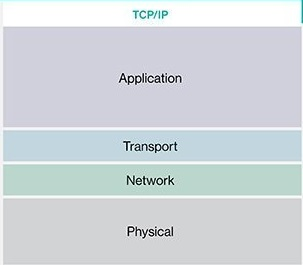 TCP/IP
Application
Transport
Network
Physical